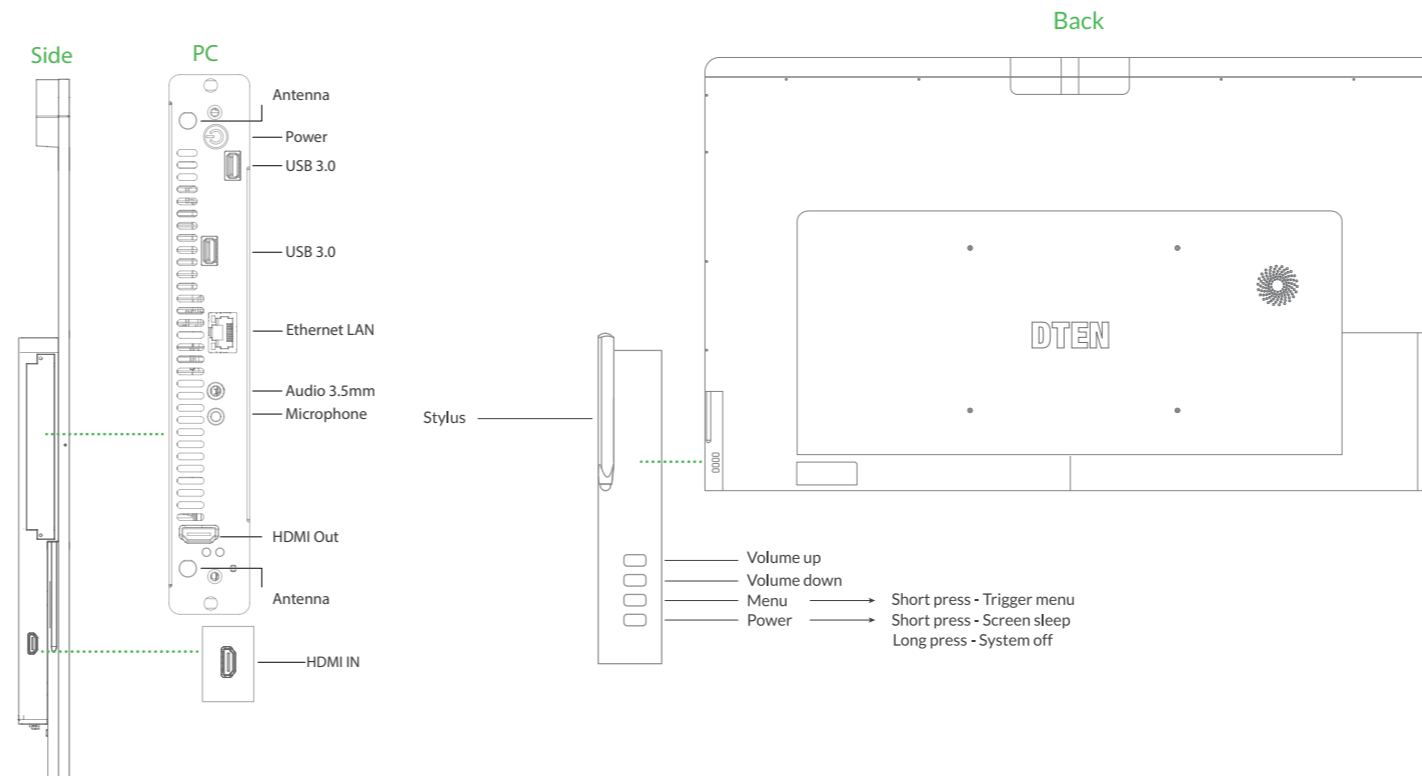 Back
Side
PC
Antenna
Power
USB 3.0
USB 3.0
Ethernet LAN
Audio 3.5mm
Microphone
HDMI Out
Antenna
HDMI IN
Stylus
DTEN
Volume up
Volume down
Menu Short press - Trigger menu
Power Short press - Screen sleep
Long press - System off